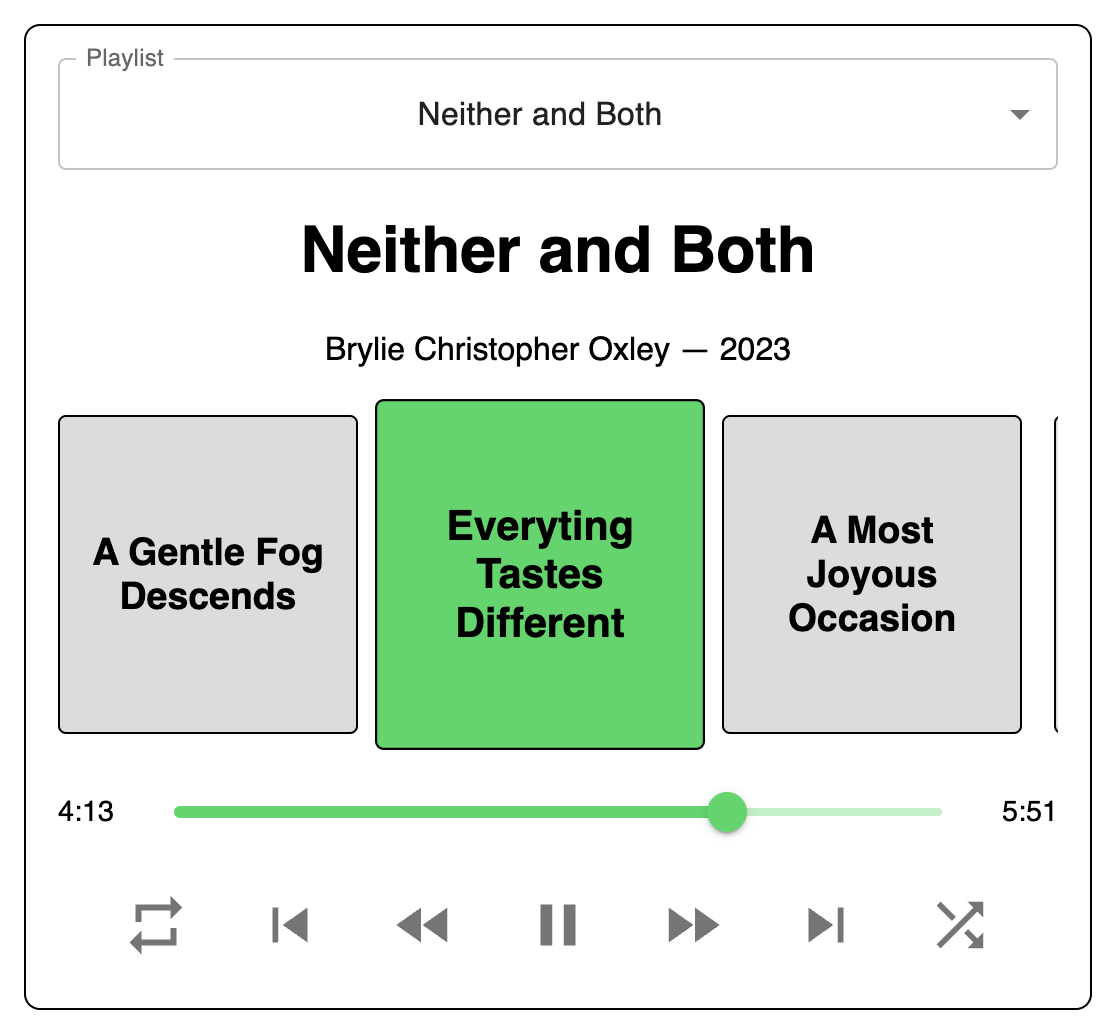 Playlist
Neither and Both
Neither and Both
Brylie Christopher Oxley — 2023
A Gentle Fog
Descends
Everyting
Tastes
Different
A Most
Joyous
Occasion
4:13
5:51